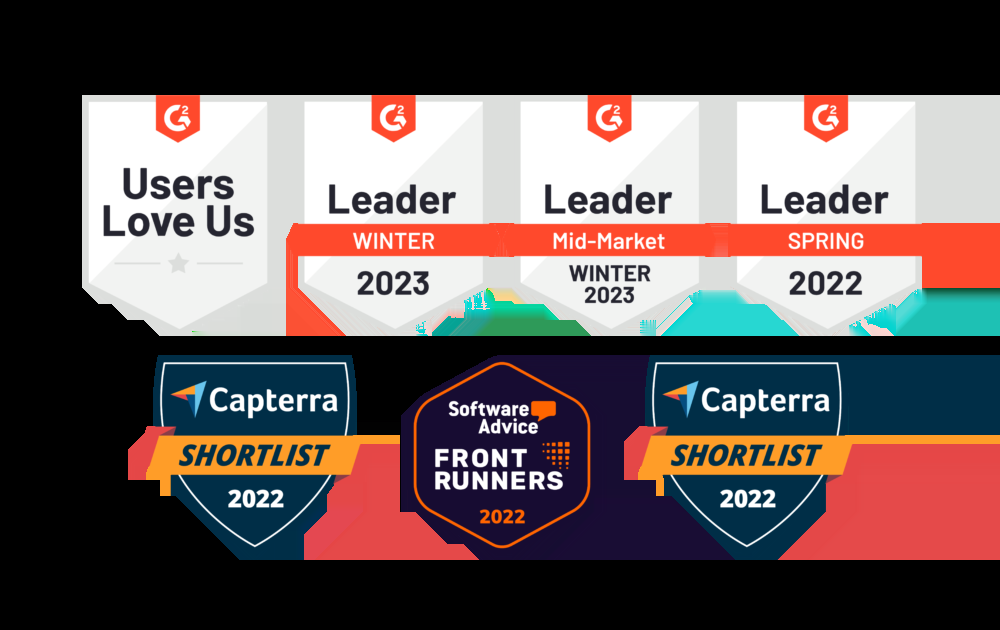 G2
Users
Love Us
G2
Leader
WINTER
2023
G2
Leader
Mid-Market
WINTER
2023
G2
Leader
SPRING
2022
Capterra
SHORTLIST
2022
Software
Advice
FRONT
RUNNERS
2022
Capterra
SHORTLIST
2022